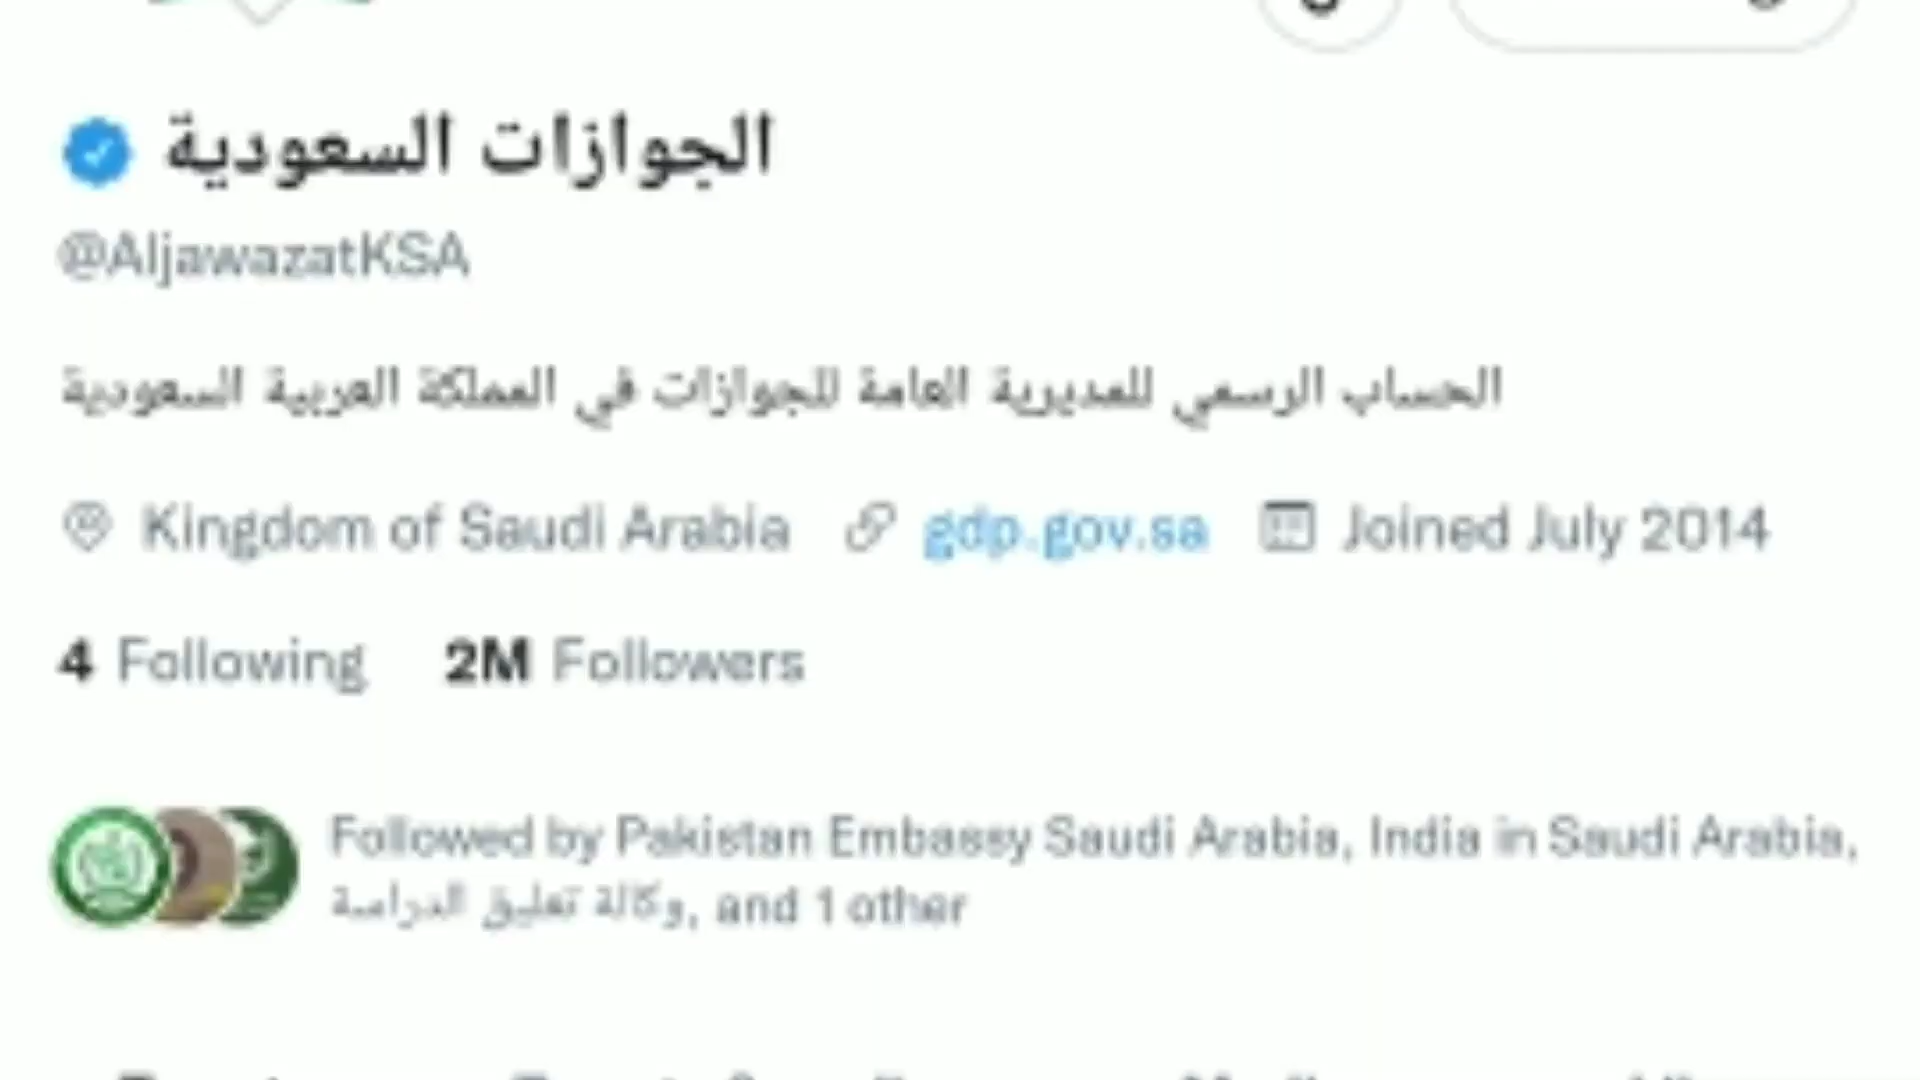 الجوازات السعودية
@AljawazatKSA
الحساب الرسمي للمديرية العامة للجوازات في المملكة العربية السعودية
Kingdom of Saudi Arabia gdp.gov.sa Joined July 2014
4 Following 2M Followers
Followed by Pakistan Embassy Saudi Arabia, India in Saudi Arabia,
وكالة تعليق الدراسة, and 1 other